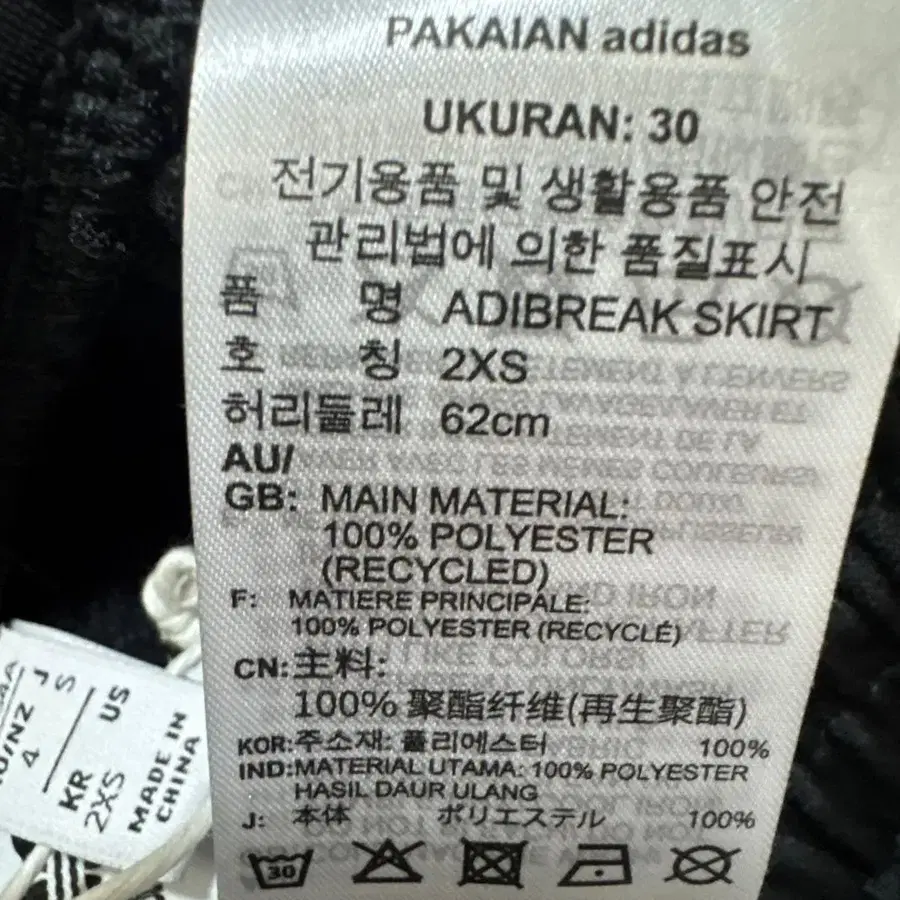 PAKAIAN adidas
UKURAN: 30
전기용품 및 생활용품 안전
관리법에 의한 품질표시
품 명 ADIBREAK SKIRT
호 칭 2XS
허리둘레 62cm
AU/
GB: MAIN MATERIAL:
100% POLYESTER
(RECYCLED)
F: MATIERE PRINCIPALE:
100% POLYESTER (RECYCLÉ)
CN:主料:
100% 聚酯纤维(再生聚酯)
KOR:주소재: 폴리에스터 100%
IND:MATERIAL UTAMA: 100% POLYESTER
HASIL DAUR ULANG
J: 本体 ポリエステル 100%
30
J
S
4
US
KR
2XS
MADE IN
CHINA